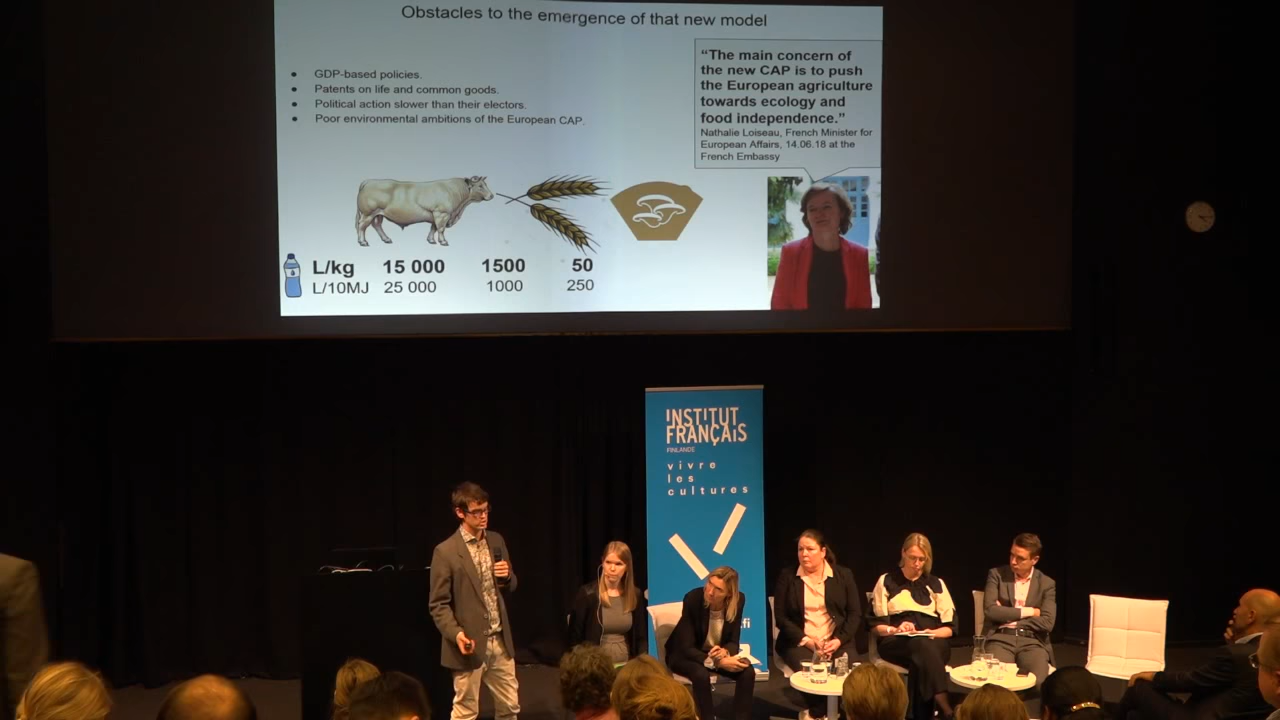 Obstacles to the emergence of that new model
GDP-based policies.
Patents on life and common goods.
Political action slower than their electors.
Poor environmental ambitions of the European CAP.
“The main concern of
the new CAP is to push
the European agriculture
towards ecology and
food independence.”
Nathalie Loiseau, French Minister for
European Affairs, 14.06.18 at the
French Embassy
L/kg 15 000 1500 50
L/10MJ 25 000 1000 250
INSTITUT
FRANÇAIS
FINLANDE
vivre
les
cultures